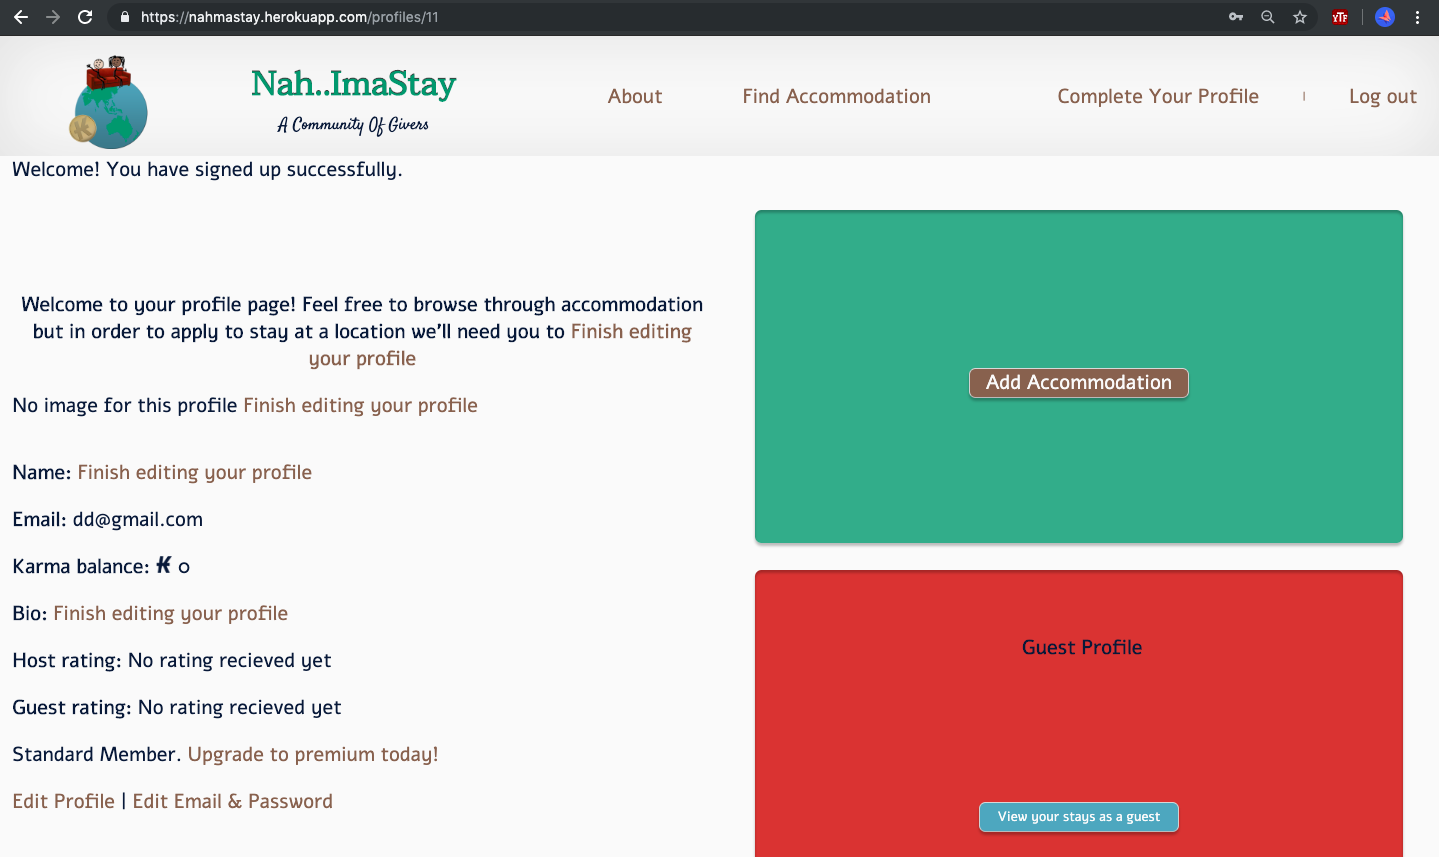 https://nahmastay.herokuapp.com/profiles/11
Nah..ImaStay
A Community Of Givers
About
Find Accommodation
Complete Your Profile
Log out
Welcome! You have signed up successfully.
Welcome to your profile page! Feel free to browse through accommodation
but in order to apply to stay at a location we'll need you to Finish editing
your profile
No image for this profile Finish editing your profile
Name: Finish editing your profile
Email: dd@gmail.com
Karma balance: K 0
Bio: Finish editing your profile
Host rating: No rating recieved yet
Guest rating: No rating recieved yet
Standard Member. Upgrade to premium today!
Edit Profile | Edit Email & Password
Add Accommodation
Guest Profile
View your stays as a guest